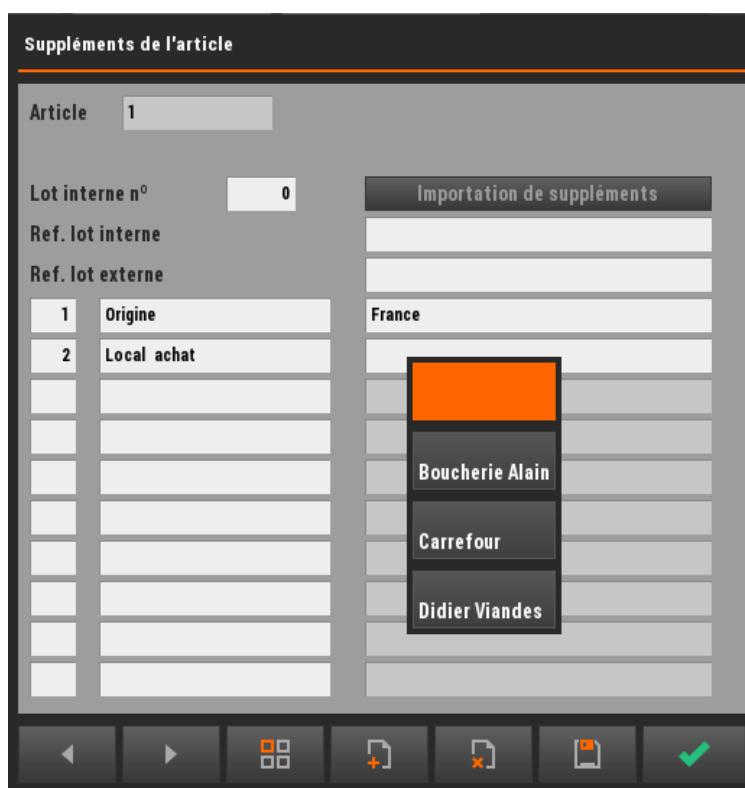 Suppléments de l'article
Article 1
Lot interne nº 0 Importation de suppléments
Ref. lot interne
Ref. lot externe
1 Origine France
2 Local achat
Boucherie Alain
Carrefour
Didier Viandes